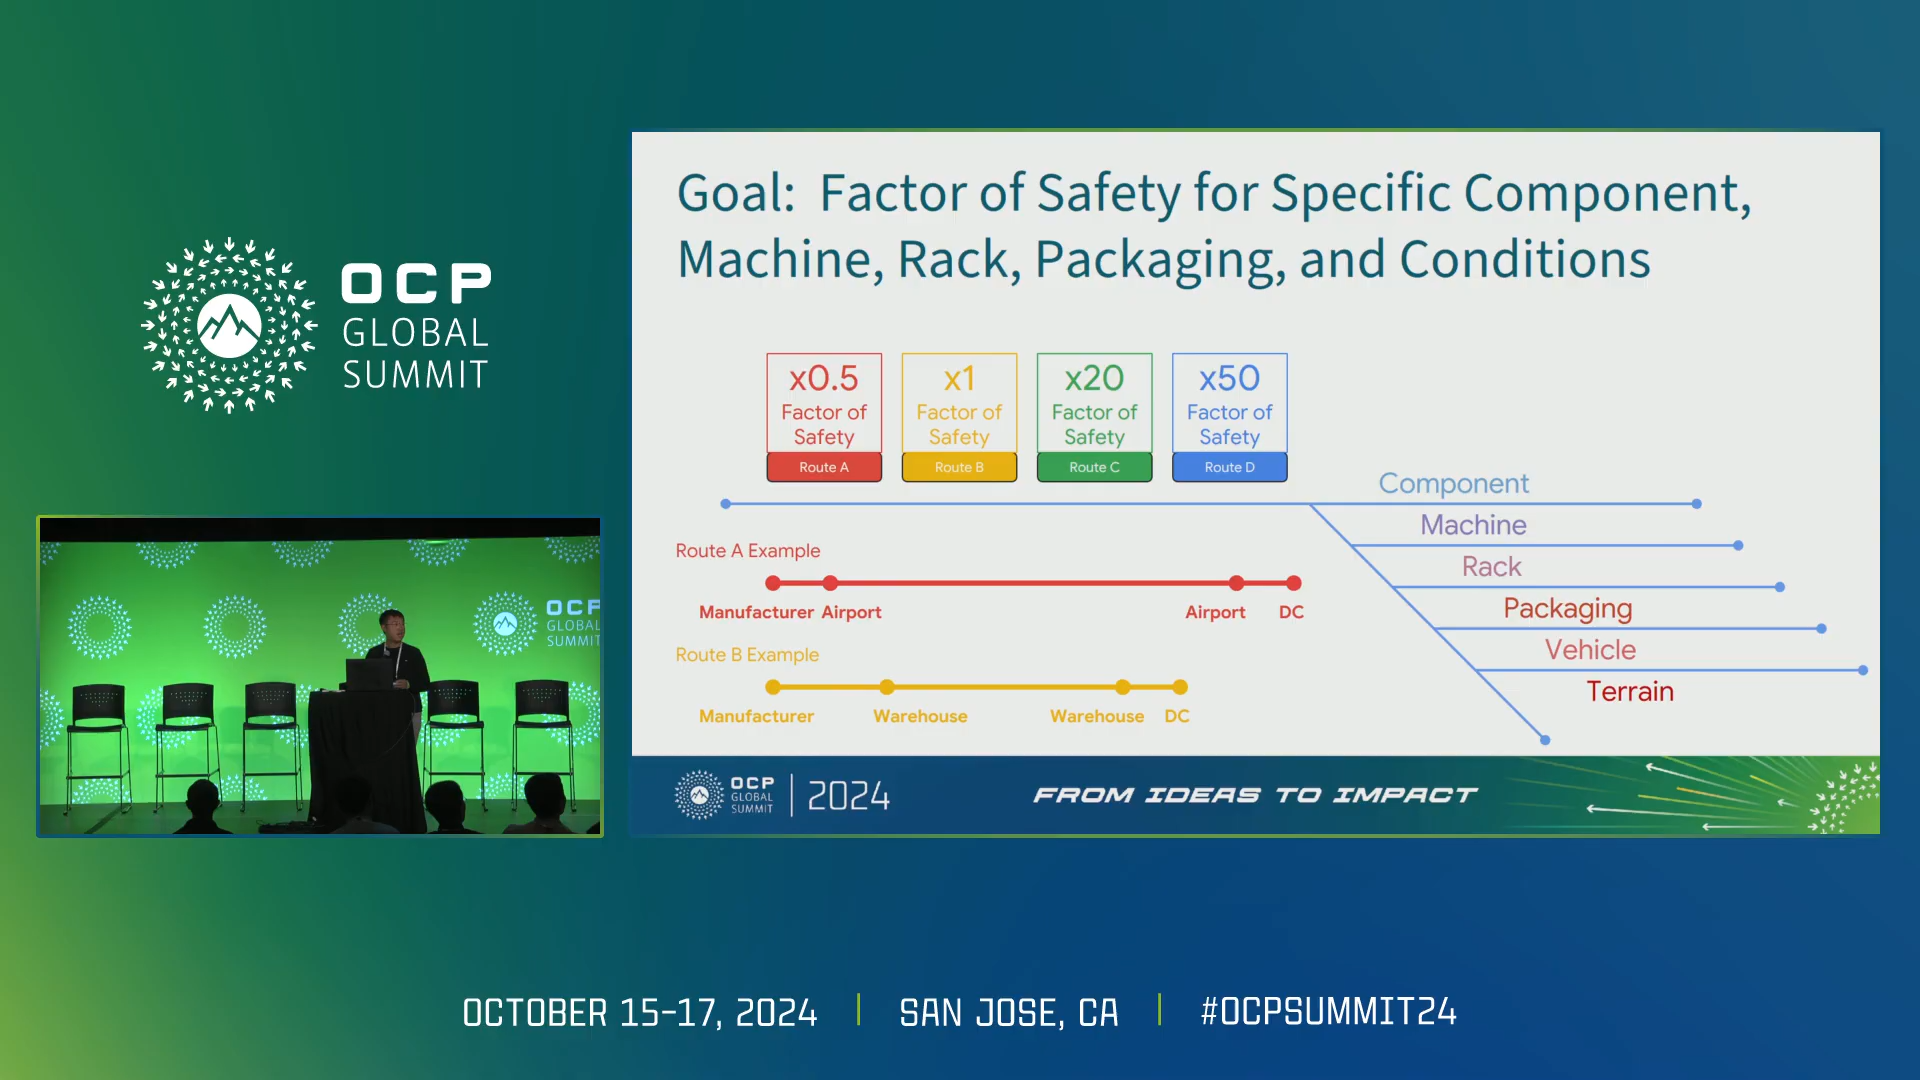 OCP
GLOBAL
SUMMIT
Goal: Factor of Safety for Specific Component,
Machine, Rack, Packaging, and Conditions
x0.5
Factor of
Safety
Route A
x1
Factor of
Safety
Route B
x20
Factor of
Safety
Route C
x50
Factor of
Safety
Route D
Component
Machine
Rack
Packaging
Vehicle
Terrain
Route A Example
Manufacturer Airport Airport DC
Route B Example
Manufacturer Warehouse Warehouse DC
OCP
GLOBAL
SUMMIT
2024
FROM IDEAS TO IMPACT
OCP
GLOBAL
SUMMIT
OCTOBER 15-17, 2024 | SAN JOSE, CA | #OCPSUMMIT24